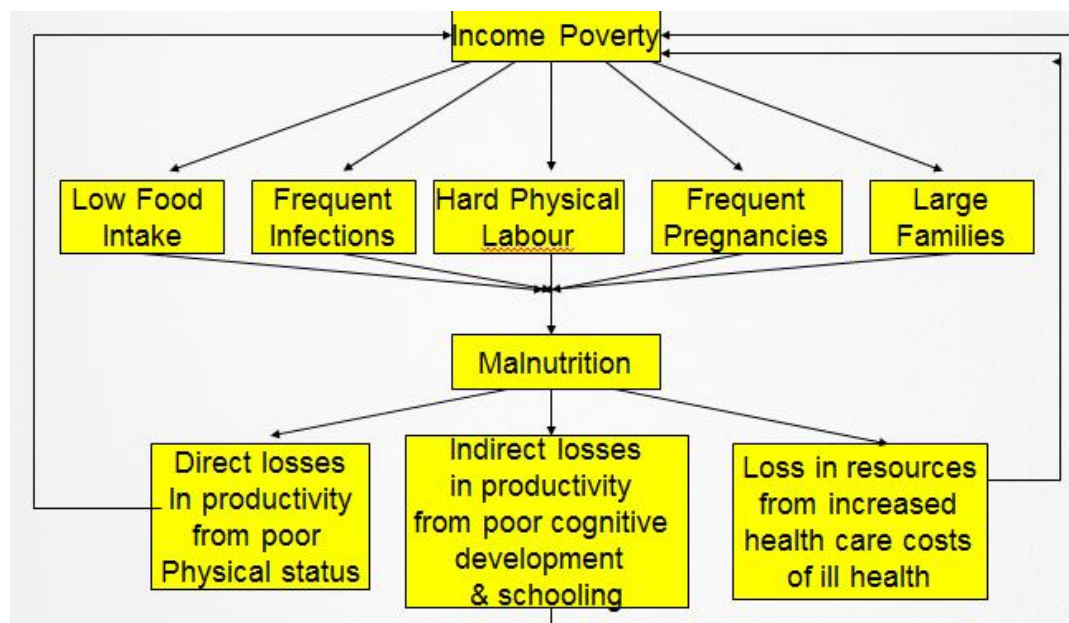 Income Poverty
Low Food
Intake
Frequent
Infections
Hard Physical
Labour
Frequent
Pregnancies
Large
Families
Malnutrition
Direct losses
In productivity
from poor
Physical status
Indirect losses
in productivity
from poor cognitive
development
& schooling
Loss in resources
from increased
health care costs
of ill health